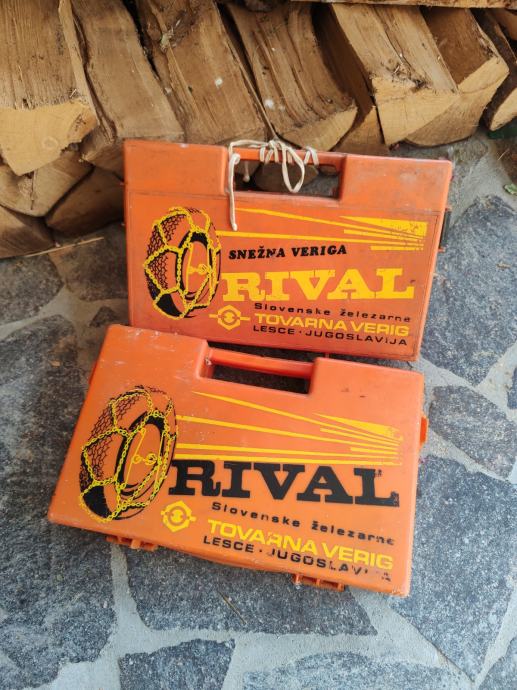 SNEŽNA VERIGA
RIVAL
Slovenske železarne
TOVARNA VERIG
LESCE · JUGOSLAVIJA
RIVAL
Slovenske železarne
TOVARNA VERIG
LESCE · JUGOSLAVIJA